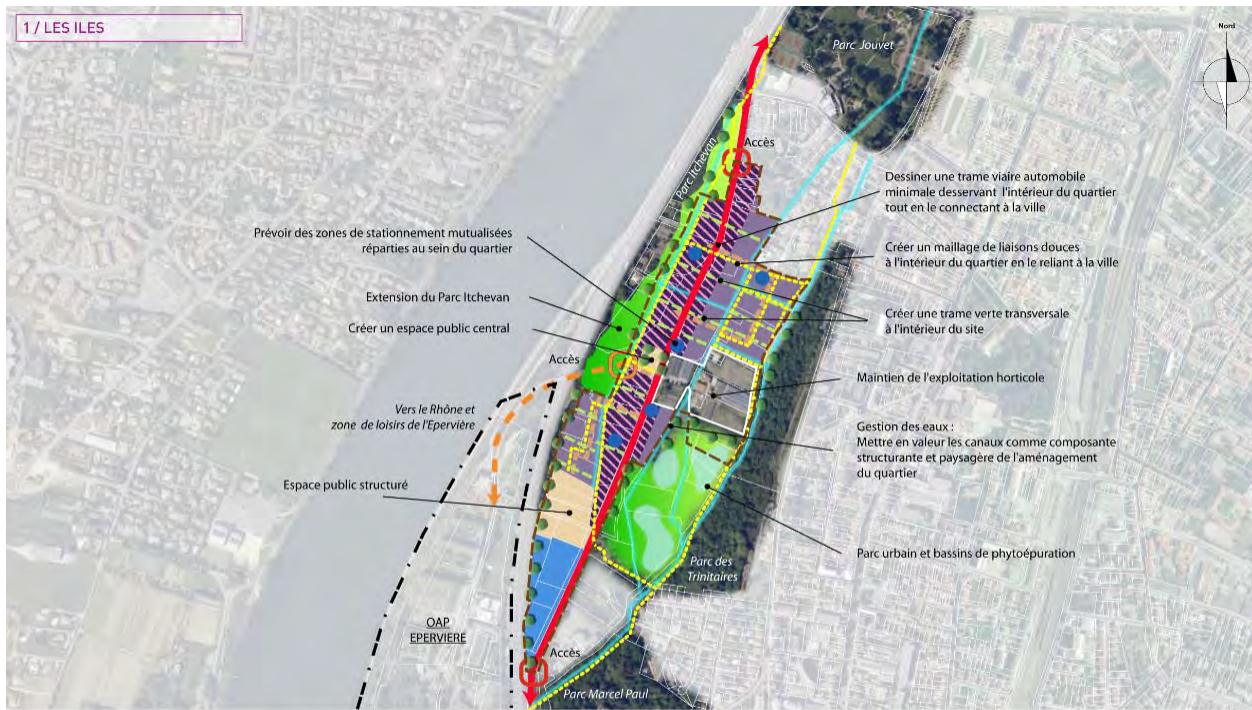 1 / LES ILES
Nord
Parc Jouvet
Accès
Parc Itchevan
Dessiner une trame viaire automobile
minimale desservant l'intérieur du quartier
tout en le connectant à la ville
Prévoir des zones de stationnement mutualisées
réparties au sein du quartier
Créer un maillage de liaisons douces
à l'intérieur du quartier en le reliant à la ville
Extension du Parc Itchevan
Créer un espace public central
Créer une trame verte transversale
à l'intérieur du site
Accès
Maintien de l'exploitation horticole
Vers le Rhône et
zone de loisirs de l'Epervière
Gestion des eaux :
Mettre en valeur les canaux comme composante
structurante et paysagère de l'aménagement
du quartier
Espace public structuré
Parc urbain et bassins de phytoépuration
Parc des
Trinitaires
OAP
EPERVIERE
Accès
Parc Marcel Paul